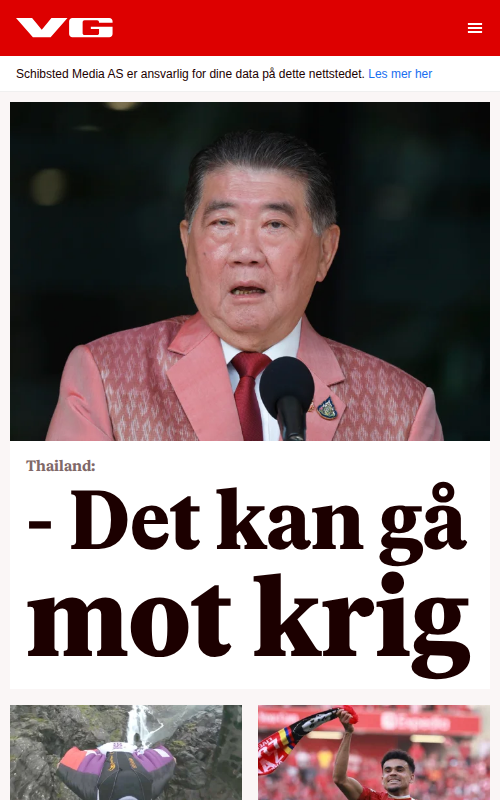 VG
Schibsted Media AS er ansvarlig for dine data på dette nettstedet. Les mer her
Thailand:
- Det kan gå
mot krig
Expedia